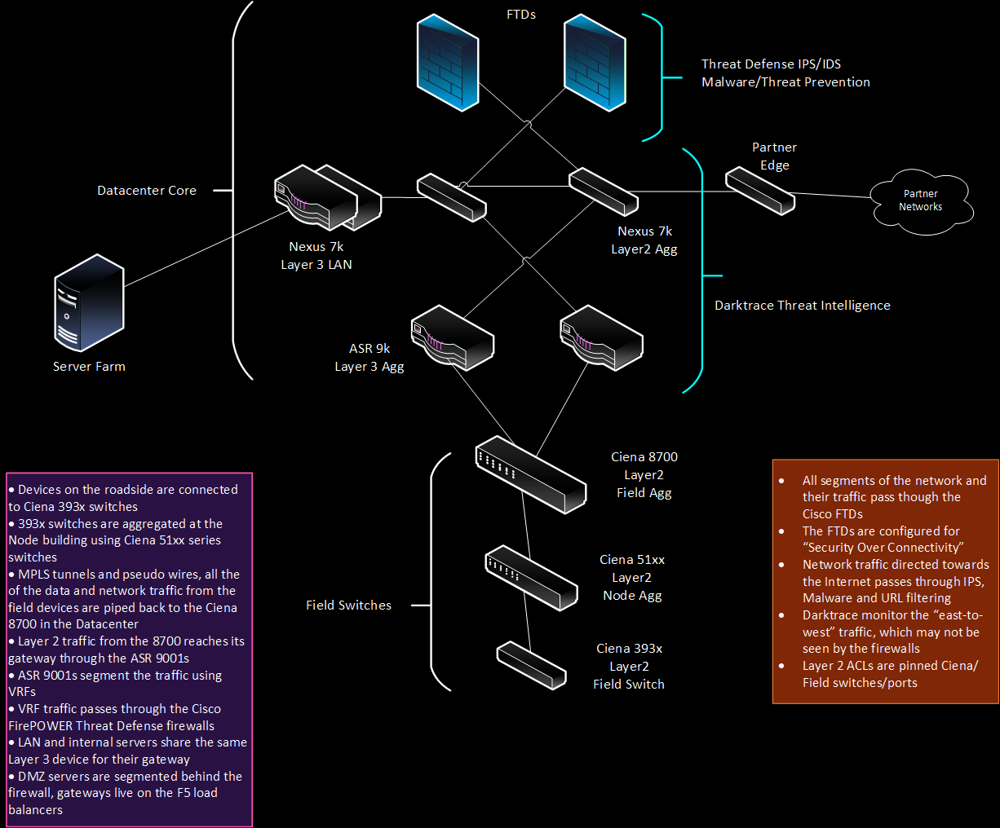 FTDs
Threat Defense IPS/IDS
Malware/Threat Prevention
Partner
Edge
Datacenter Core
Partner
Networks
Nexus 7k
Layer 3 LAN
Nexus 7k
Layer2 Agg
Darktrace Threat Intelligence
ASR 9k
Layer 3 Agg
Server Farm
Ciena 8700
Layer2
Field Agg
Ciena 51xx
Layer2
Node Agg
Field Switches
Ciena 393x
Layer2
Field Switch
● Devices on the roadside are connected
to Ciena 393x switches
● 393x switches are aggregated at the
Node building using Ciena 51xx series
switches
● MPLS tunnels and pseudo wires, all the
of the data and network traffic from the
field devices are piped back to the Ciena
8700 in the Datacenter
● Layer 2 traffic from the 8700 reaches its
gateway through the ASR 9001s
● ASR 9001s segment the traffic using
VRFs
● VRF traffic passes through the Cisco
FirePOWER Threat Defense firewalls
● LAN and internal servers share the same
Layer 3 device for their gateway
● DMZ servers are segmented behind the
firewall, gateways live on the F5 load
balancers
● All segments of the network and
their traffic pass though the
Cisco FTDs
● The FTDs are configured for
“Security Over Connectivity”
● Network traffic directed towards
the Internet passes through IPS,
Malware and URL filtering
● Darktrace monitor the “east-to-
west” traffic, which may not be
seen by the firewalls
● Layer 2 ACLs are pinned Ciena/
Field switches/ports